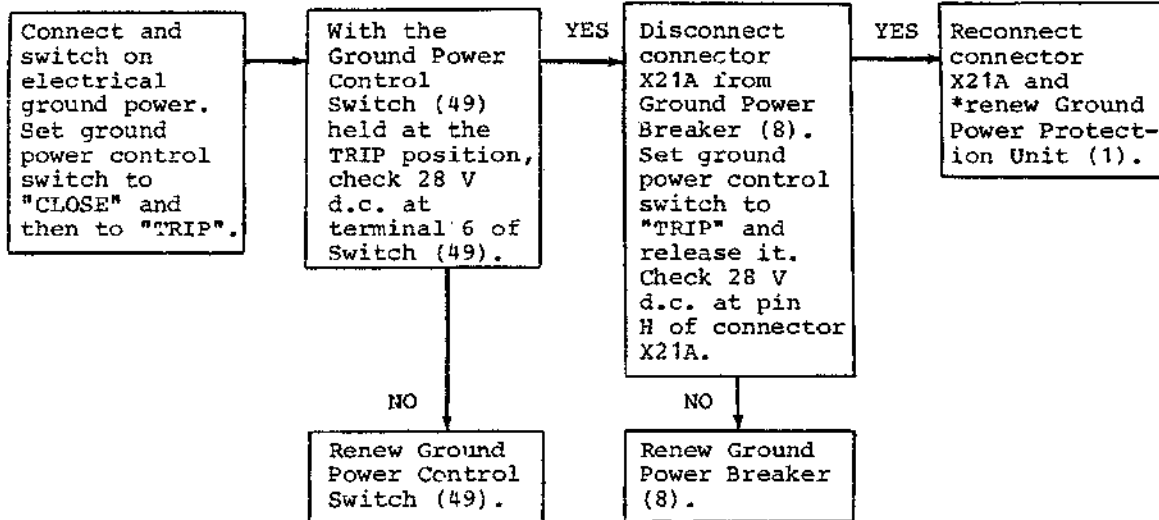 Connect and
switch on
electrical
ground power.
Set ground
power control
switch to
"CLOSE" and
then to "TRIP".
With the
Ground Power
Control
Switch (49)
held at the
TRIP position,
check 28 V
d.c. at
terminal 6 of
Switch (49).
YES
Disconnect
connector
X21A from
Ground Power
Breaker (8).
Set ground
power control
switch to
"TRIP" and
release it.
Check 28 V
d.c. at pin
H of connector
X21A.
YES
Reconnect
connector
X21A and
*renew Ground
Power Protect-
ion Unit (1).
NO
Renew Ground
Power Control
Switch (49).
NO
Renew Ground
Power Breaker
(8).